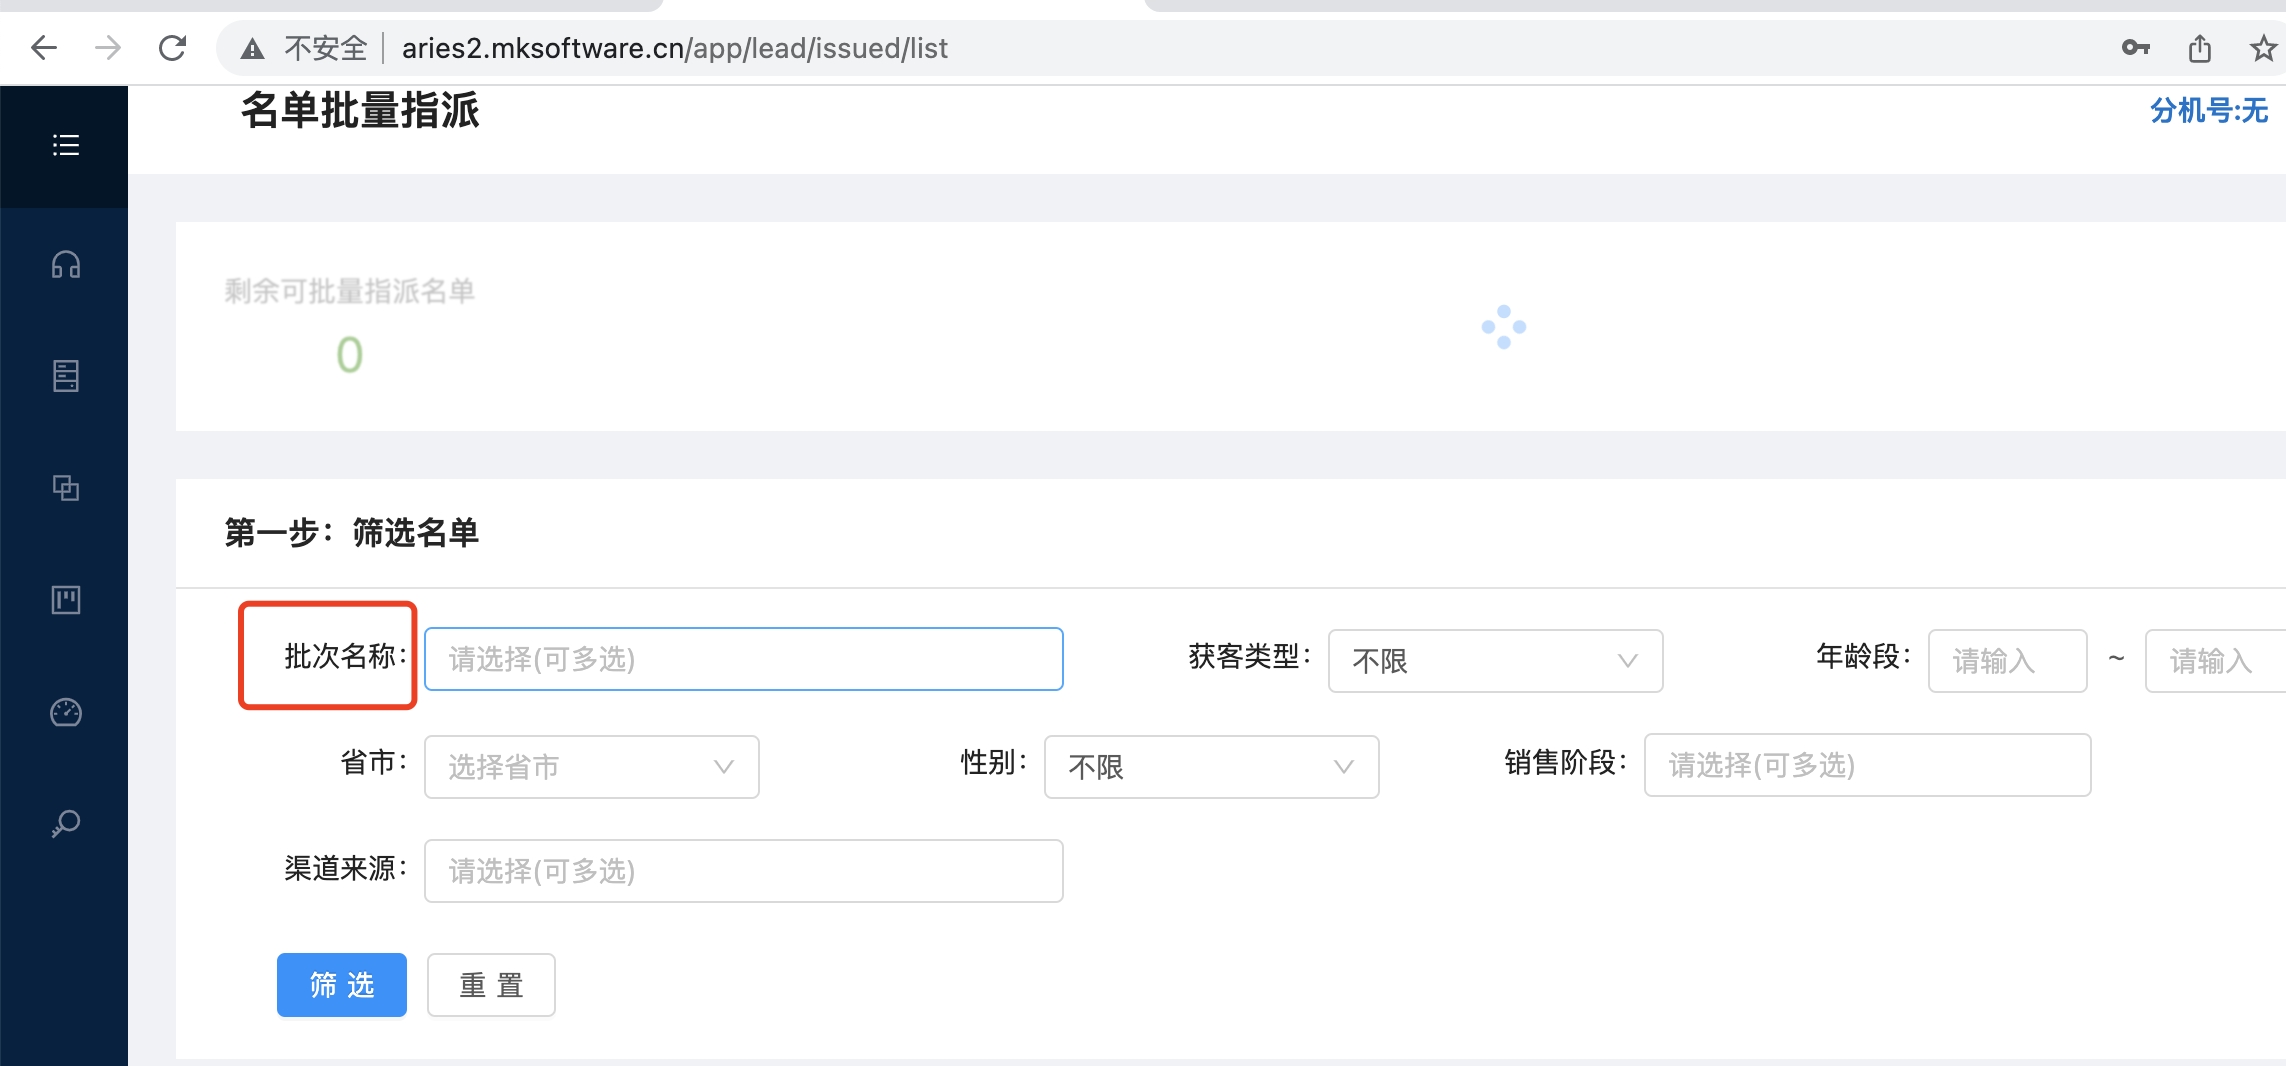 不安全 aries2.mksoftware.cn/app/lead/issued/list
名单批量指派
分机号:无
剩余可批量指派名单
0
第一步：筛选名单
批次名称： 请选择(可多选) 获客类型： 不限 年龄段： 请输入 ~ 请输入
省市： 选择省市 性别： 不限 销售阶段： 请选择(可多选)
渠道来源： 请选择(可多选)
筛 选 重 置